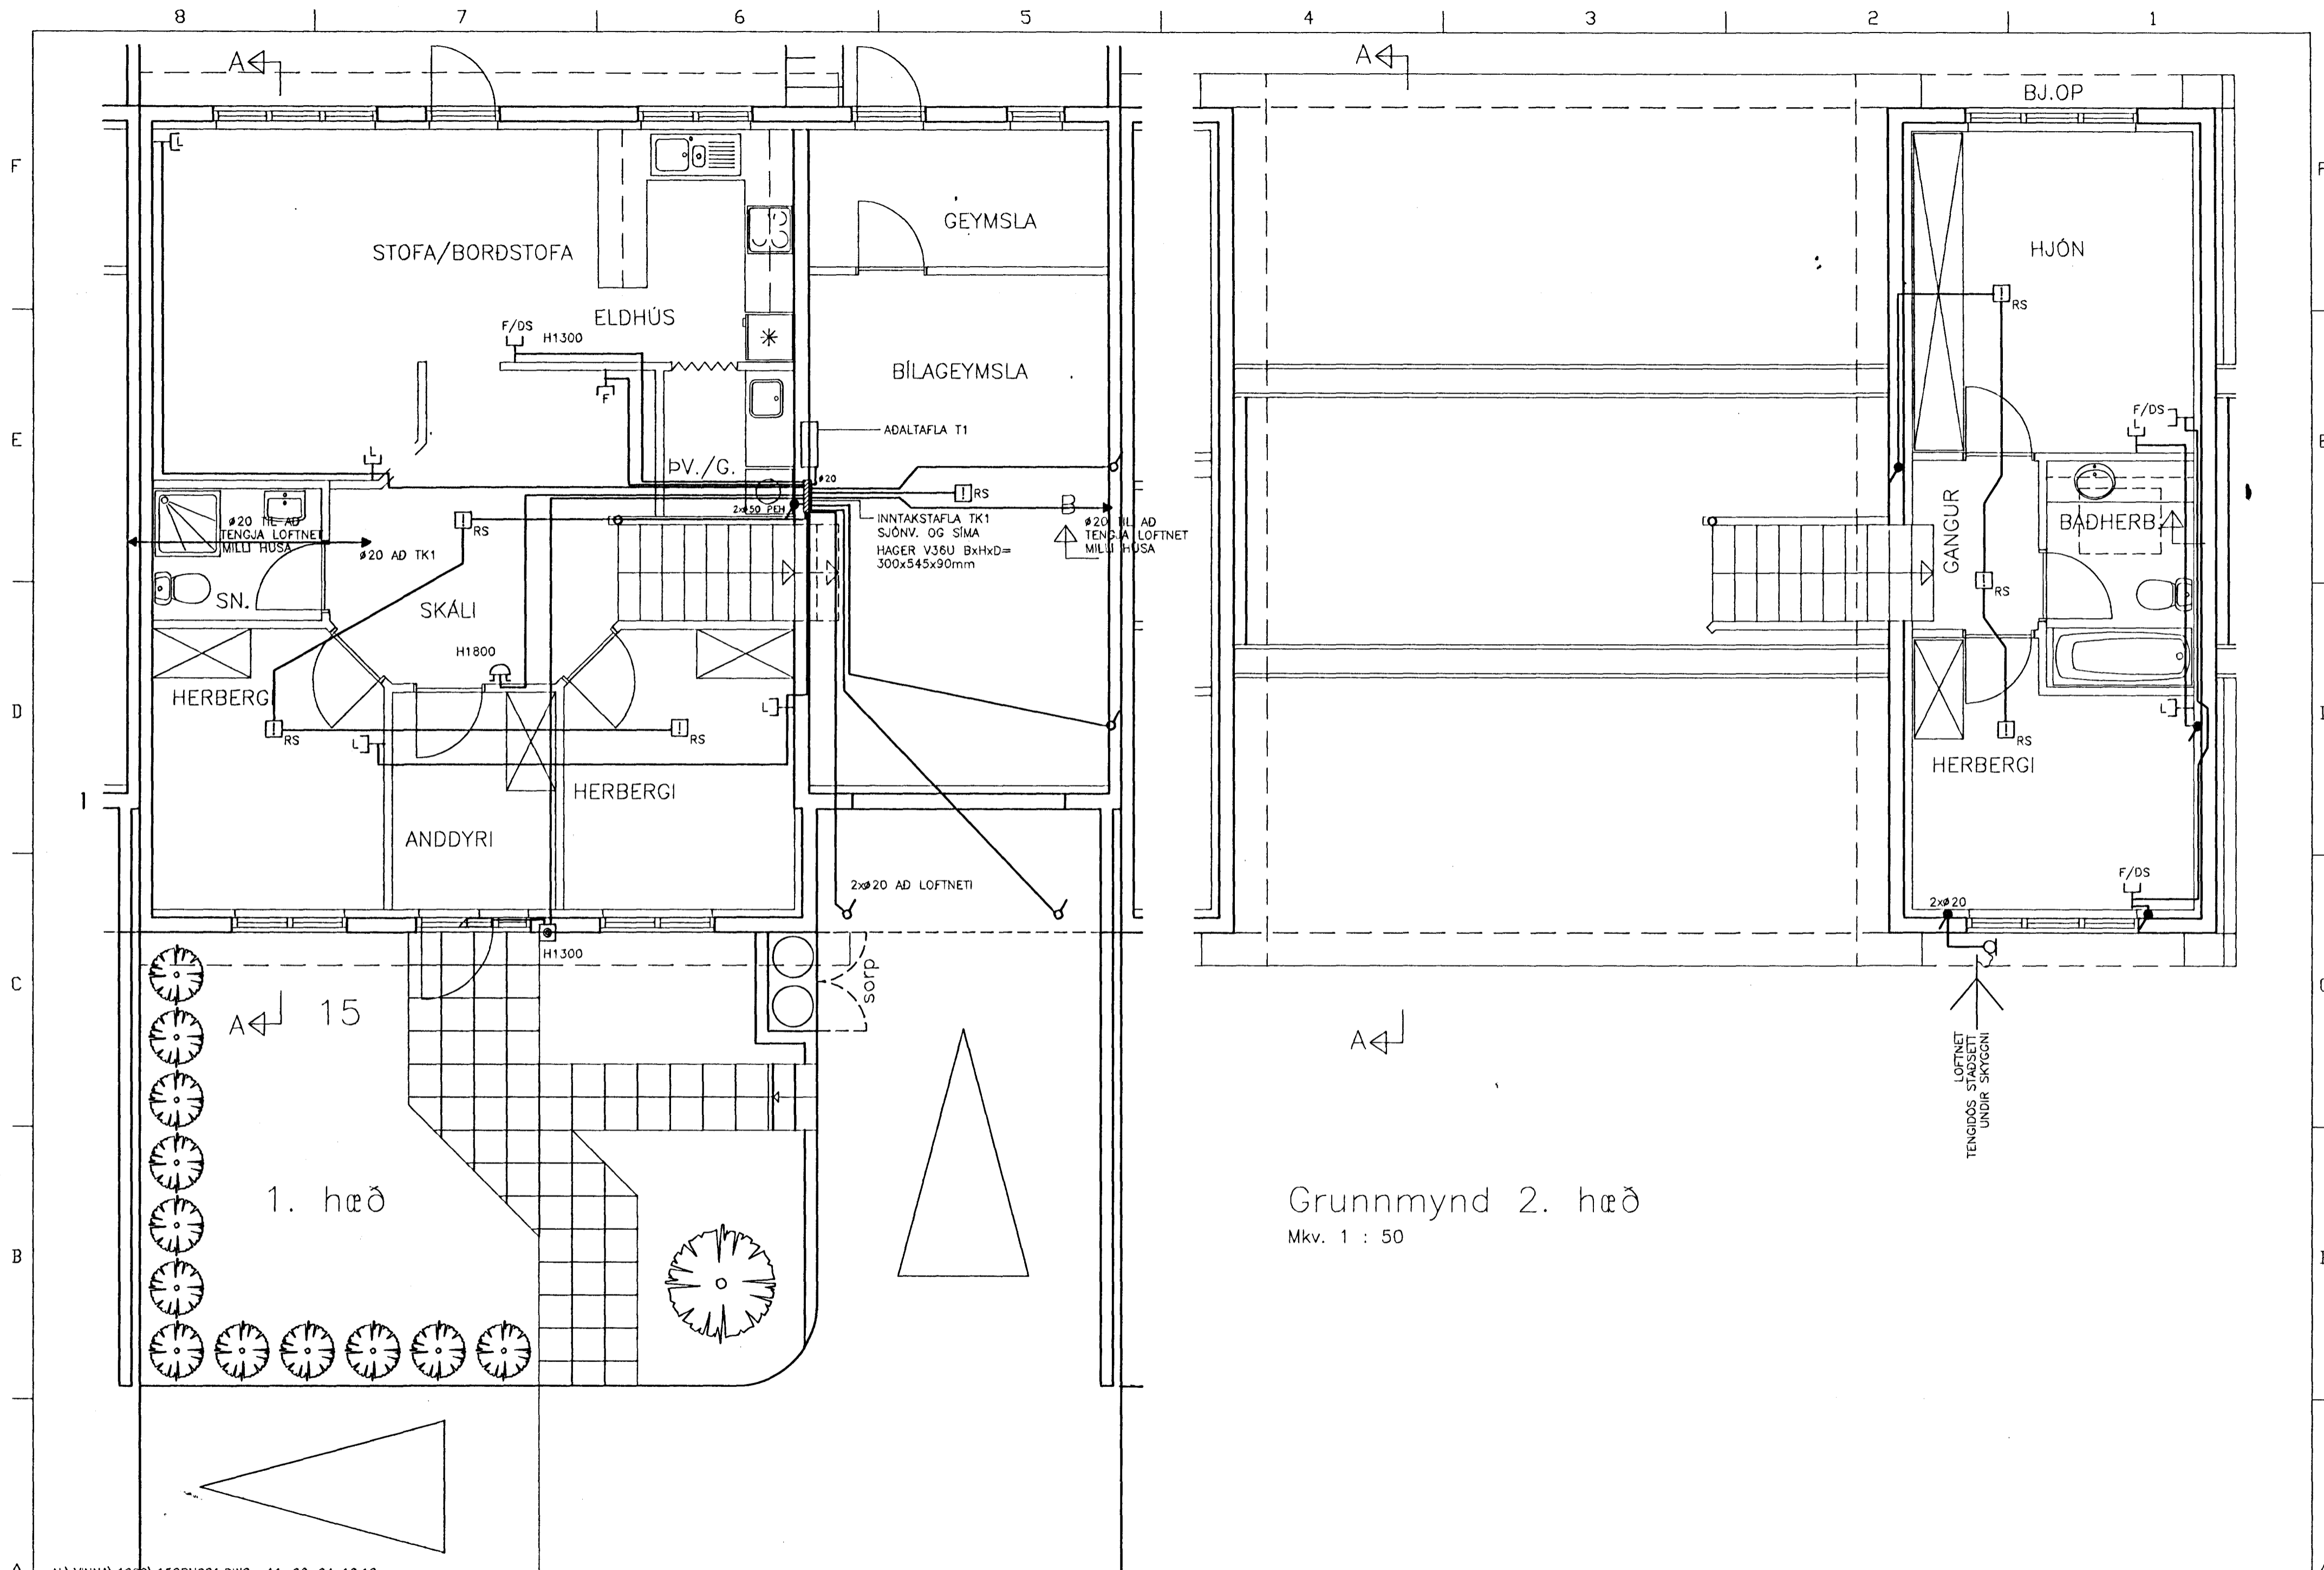 8 7 6 5 4 3 2 1
A A
BJ.OP
F
GEYMSLA
STOFA/BORÐSTOFA
HJÓN
ELDHÚS
RS
F/DS
H1300
BÍLAGEYMSLA
F
L
F/DS
L
E
AÐALTAFLA T1
L
ÞV./G.
ø20
RS
2xø50 PEH
INNTAKSTAFLA TK1
SJÓNV. OG SÍMA
HAGER V36U BxHxD=
300x545x90mm
B
ø20 TIL AÐ
TENGJA LOFTNET
MILLI HÚSA
ø20 TIL AÐ
TENGJA LOFTNET
MILLI HÚSA
ø20 AÐ TK1
RS
GANGUR
BAÐHERB.
RS
SN.
SKÁLI
H1800
HERBERGI
L
L
D
RS
L
RS
RS
HERBERGI
HERBERGI
1
ANDDYRI
F/DS
2xø20 AÐ LOFTNETI
2xø20
H1300
sorp
C
A 15
A
LOFTNET
TENGIDÓS STAÐSETT
UNDIR SKYGGNI
1. hæð
Grunnmynd 2. hæð
Mkv. 1 : 50
B